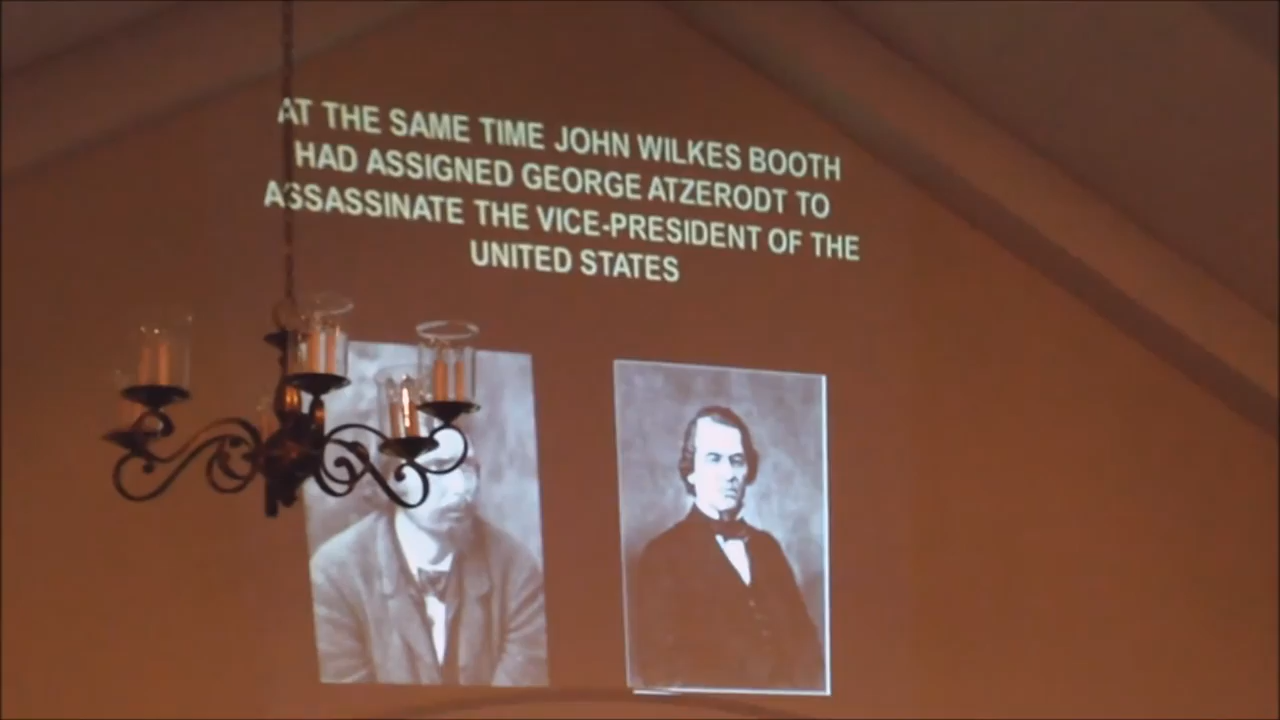 AT THE SAME TIME JOHN WILKES BOOTH
HAD ASSIGNED GEORGE ATZERODT TO
ASSASSINATE THE VICE-PRESIDENT OF THE
UNITED STATES